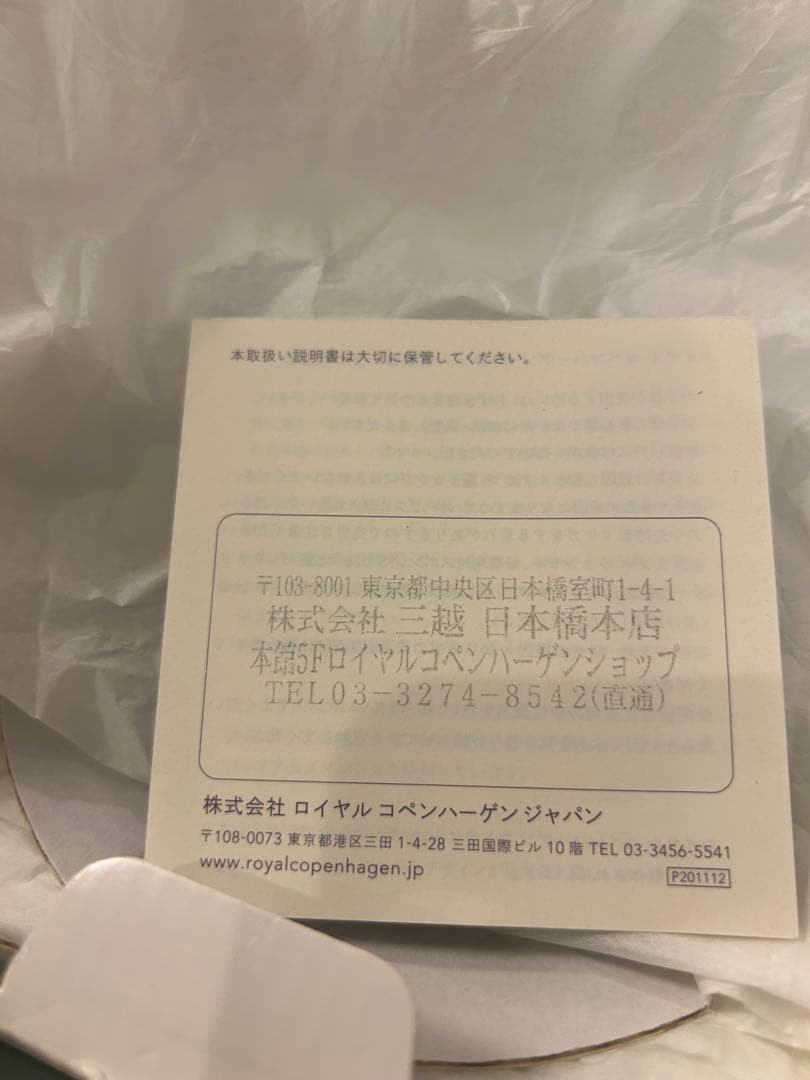 本取扱い説明書は大切に保管してください。
〒103-8001 東京都中央区日本橋室町1-4-1
株式会社 三越 日本橋本店
本館5Fロイヤルコペンハーゲンショップ
TEL03-3274-8542(直通)
株式会社 ロイヤル コペンハーゲン ジャパン
〒108-0073 東京都港区三田 1-4-28 三田国際ビル 10 階 TEL 03-3456-5541
www.royalcopenhagen.jp
P201112